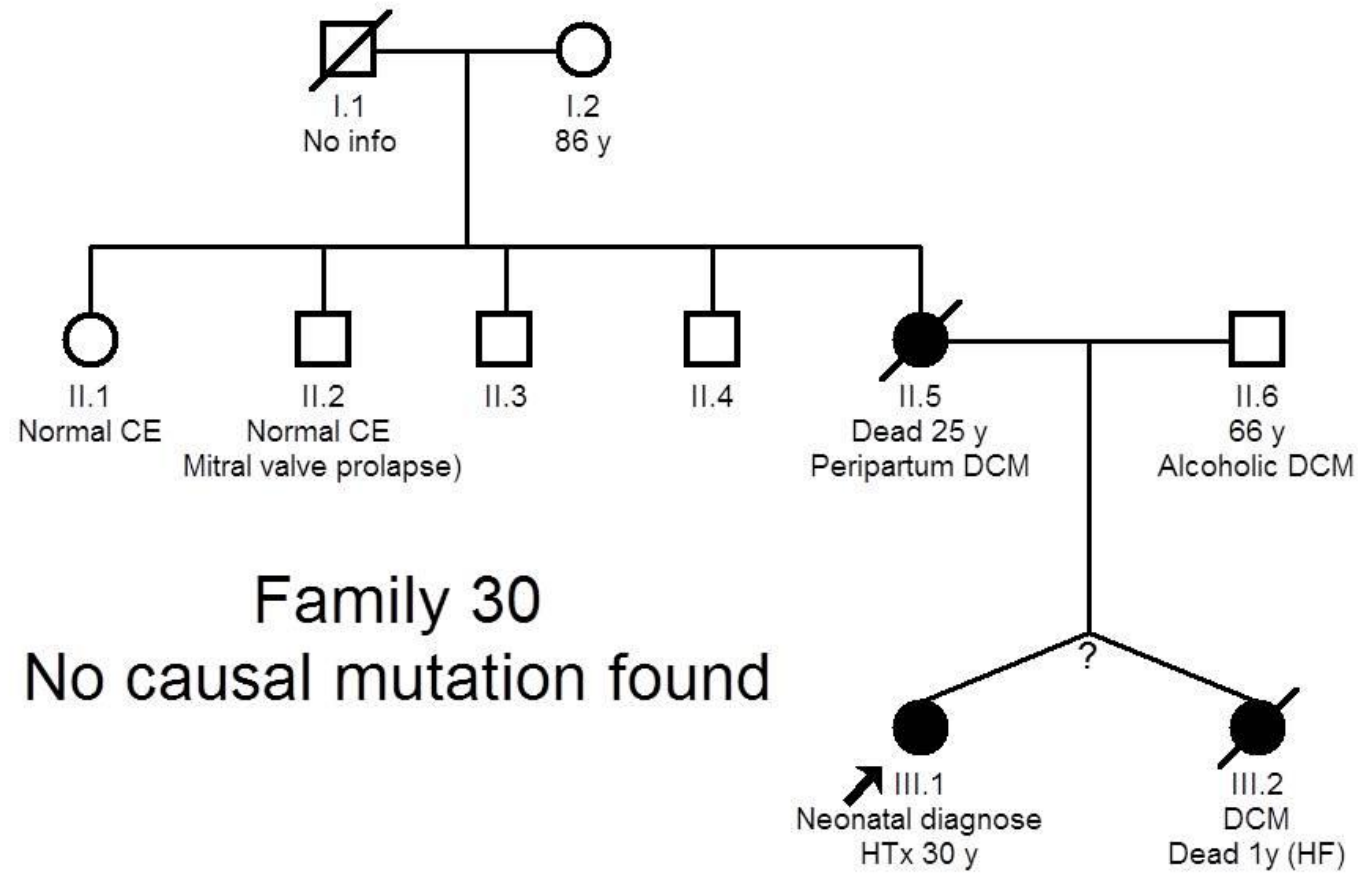 I.1
No info
I.2
86 y
II.1
Normal CE
II.2
Normal CE
Mitral valve prolapse)
II.3
II.4
II.5
Dead 25 y
Peripartum DCM
II.6
66 y
Alcoholic DCM
Family 30
No causal mutation found
?
III.1
Neonatal diagnose
HTx 30 y
III.2
DCM
Dead 1y (HF)